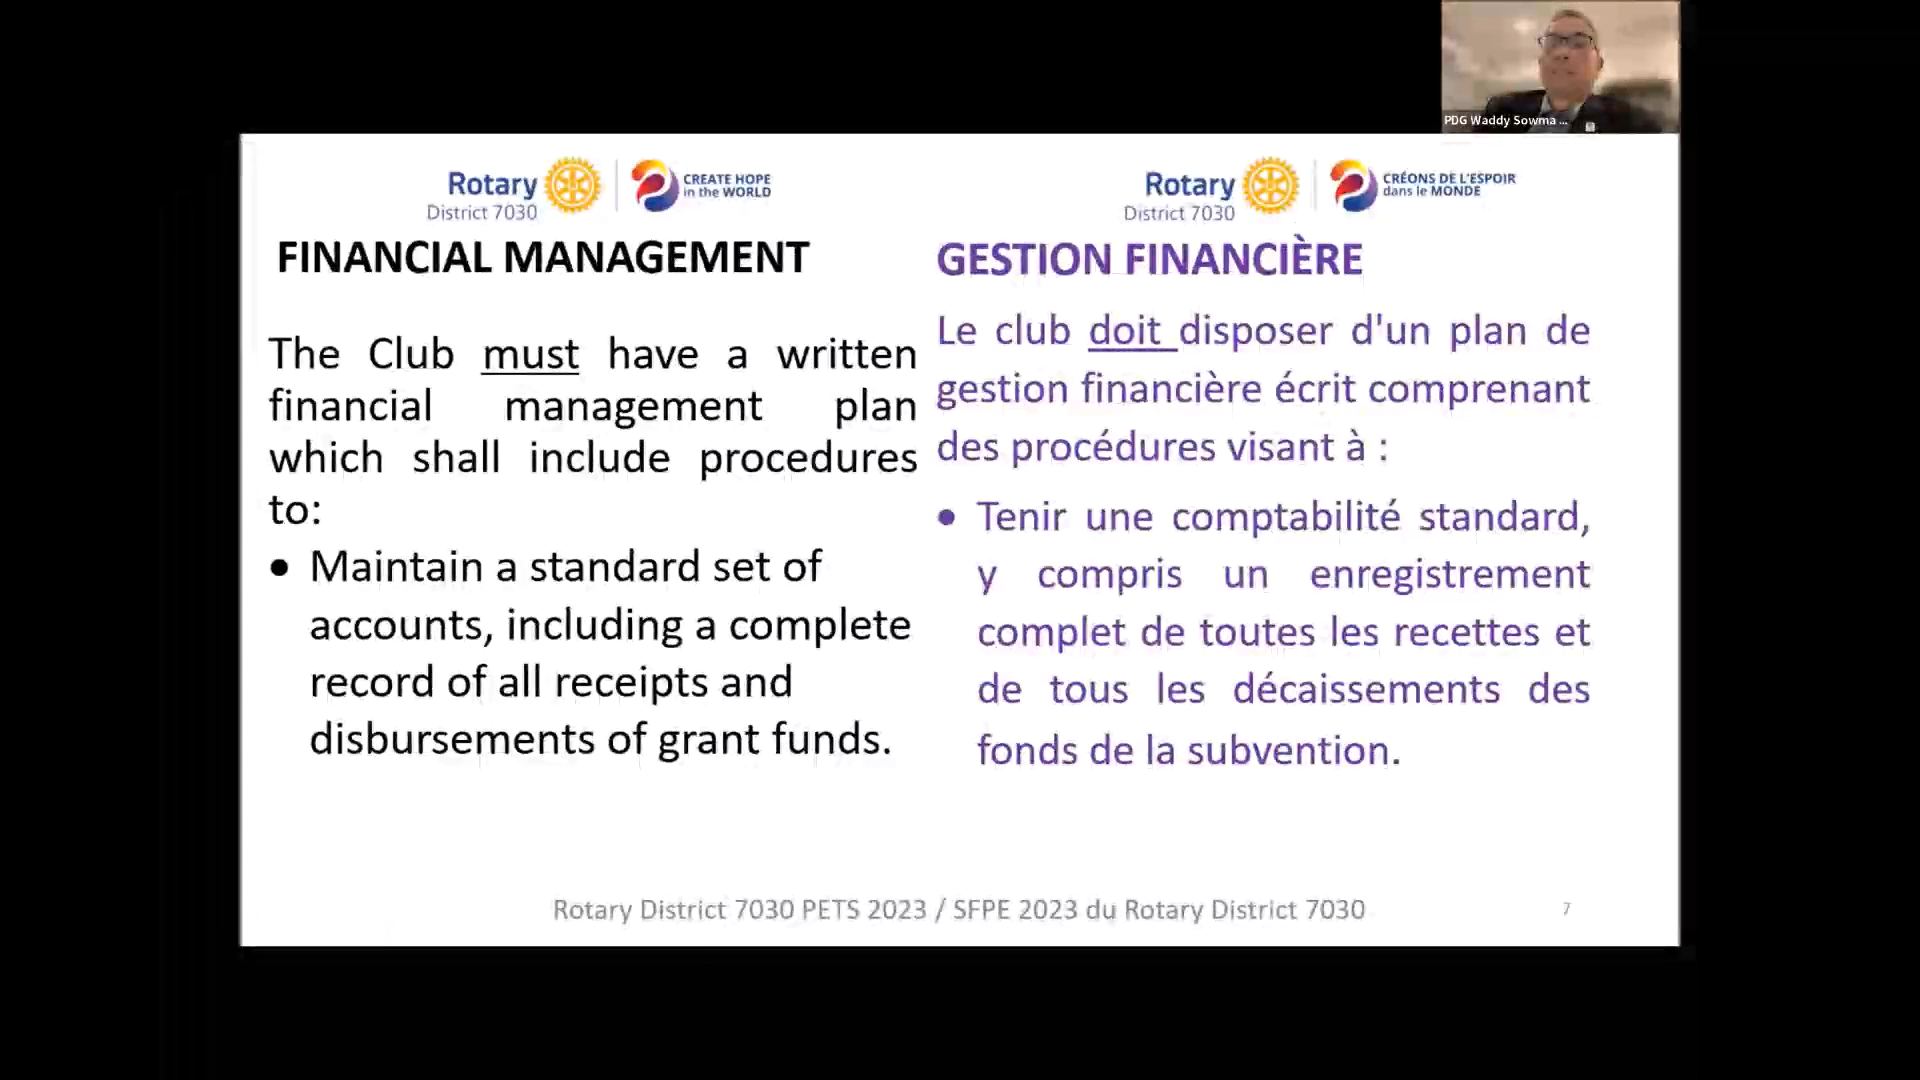 PDG Waddy Sowma ...
Rotary
District 7030
CREATE HOPE
in the WORLD
FINANCIAL MANAGEMENT
The Club must have a written
financial management plan
which shall include procedures
to:
• Maintain a standard set of
accounts, including a complete
record of all receipts and
disbursements of grant funds.
Rotary
District 7030
CRÉONS DE L'ESPOIR
dans le MONDE
GESTION FINANCIÈRE
Le club doit disposer d'un plan de
gestion financière écrit comprenant
des procédures visant à :
• Tenir une comptabilité standard,
y compris un enregistrement
complet de toutes les recettes et
de tous les décaissements des
fonds de la subvention.
Rotary District 7030 PETS 2023 / SFPE 2023 du Rotary District 7030
7